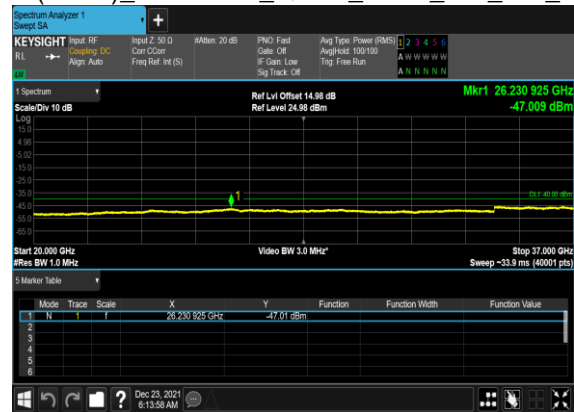 Spectrum Analyzer 1
Swept SA
+
KEYSIGHT Input: RF Input Z: 50 Ω #Atten: 20 dB PNO: Fast Avg Type: Power (RMS) 1 2 3 4 5 6
RL Coupling: DC Corr CCorr Gate: Off Avg|Hold: 100/100 A W W W W W
Align: Auto Freq Ref: Int (S) IF Gain: Low Trig: Free Run
Sig Track: Off A N N N N N
1 Spectrum Ref Lvl Offset 14.98 dB Mkr1 26.230 925 GHz
Scale/Div 10 dB Ref Level 24.98 dBm -47.009 dBm
Log
15.0
4.98
-5.02
-15.0
-25.0
-35.0 1 DL1 -40.00 dBm
-45.0
-55.0
-65.0
Start 20.000 GHz Video BW 3.0 MHz* Stop 37.000 GHz
#Res BW 1.0 MHz Sweep ~33.9 ms (40001 pts)
5 Marker Table
Mode Trace Scale X Y Function Function Width Function Value
1 N 1 f 26.230 925 GHz -47.01 dBm
2
3
4
5
6
? Dec 23, 2021
6:13:58 AM